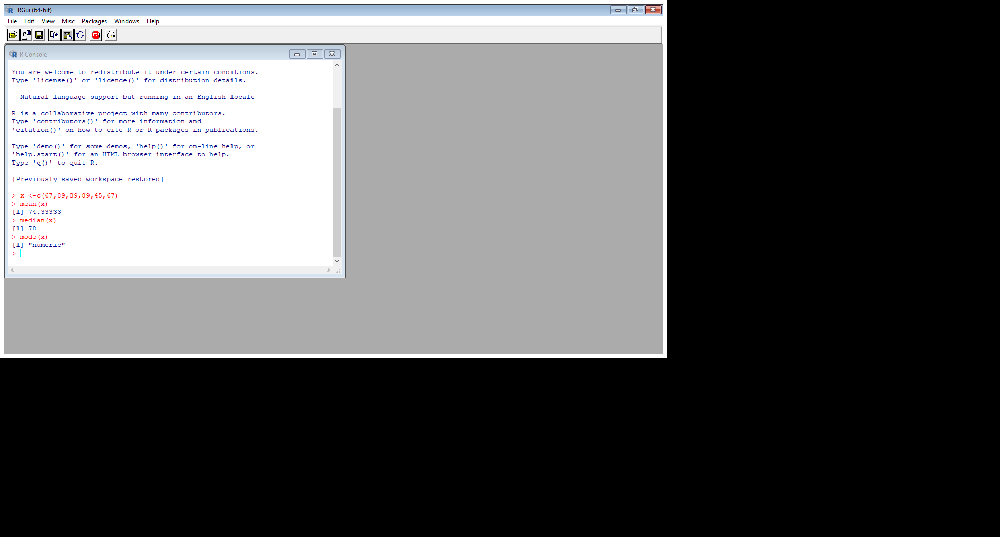 RGui (64-bit)
File Edit View Misc Packages Windows Help
STOP
R Console
You are welcome to redistribute it under certain conditions.
Type 'license()' or 'licence()' for distribution details.
Natural language support but running in an English locale
R is a collaborative project with many contributors.
Type 'contributors()' for more information and
'citation()' on how to cite R or R packages in publications.
Type 'demo()' for some demos, 'help()' for on-line help, or
'help.start()' for an HTML browser interface to help.
Type 'q()' to quit R.
[Previously saved workspace restored]
> x <-c(67,89,89,89,45,67)
> mean(x)
[1] 74.33333
> median(x)
[1] 78
> mode(x)
[1] "numeric"
>